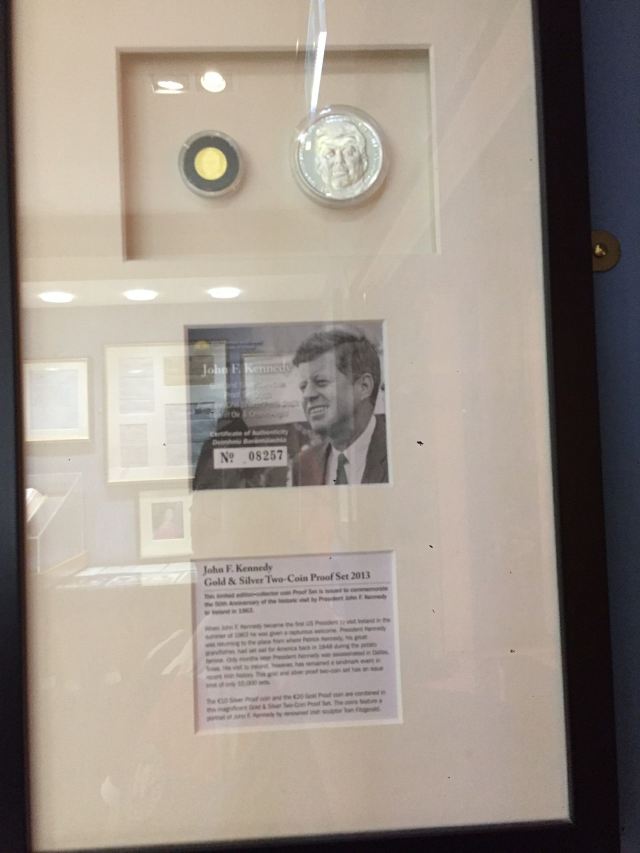 John F. Kennedy
Certificate of Authenticity
Deimhniú Barántúlachta
Nº 08257
John F. Kennedy
Gold & Silver Two-Coin Proof Set 2013
This limited edition-collector coin Proof Set is issued to commemorate
the 50th Anniversary of the historic visit by President John F. Kennedy
to Ireland in 1963.
When John F. Kennedy became the first US President to visit Ireland in the
summer of 1963 he was given a rapturous welcome. President Kennedy
was returning to the place from where Patrick Kennedy, his great
grandfather, had set sail for America back in 1848 during the potato
famine. Only months later President Kennedy was assassinated in Dallas,
Texas. His visit to Ireland, however, has remained a landmark event in
recent Irish history. This gold and silver proof two-coin set has an issue
limit of only 10,000 sets.
The €10 Silver Proof coin and the €20 Gold Proof coin are combined in
this magnificent Gold & Silver Two-Coin Proof Set. The coins feature a
portrait of John F. Kennedy by renowned Irish sculptor Tom Fitzgerald.